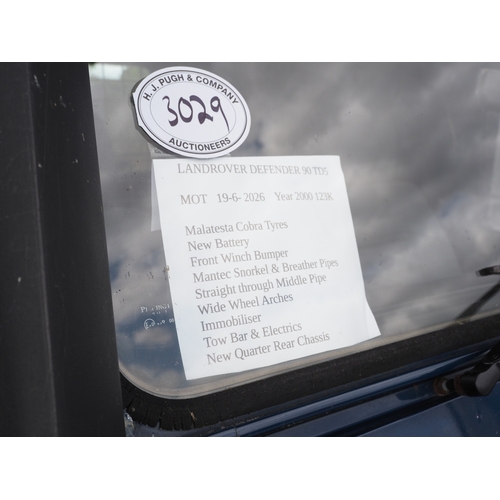 H. J. PUGH & COMPANY
3029
AUCTIONEERS
LANDROVER DEFENDER 90 TD5
MOT 19-6-2026 Year 2000 123K
Malatesta Cobra Tyres
New Battery
Front Winch Bumper
Mantec Snorkel & Breather Pipes
Straight through Middle Pipe
Wide Wheel Arches
Immobiliser
Tow Bar & Electrics
New Quarter Rear Chassis